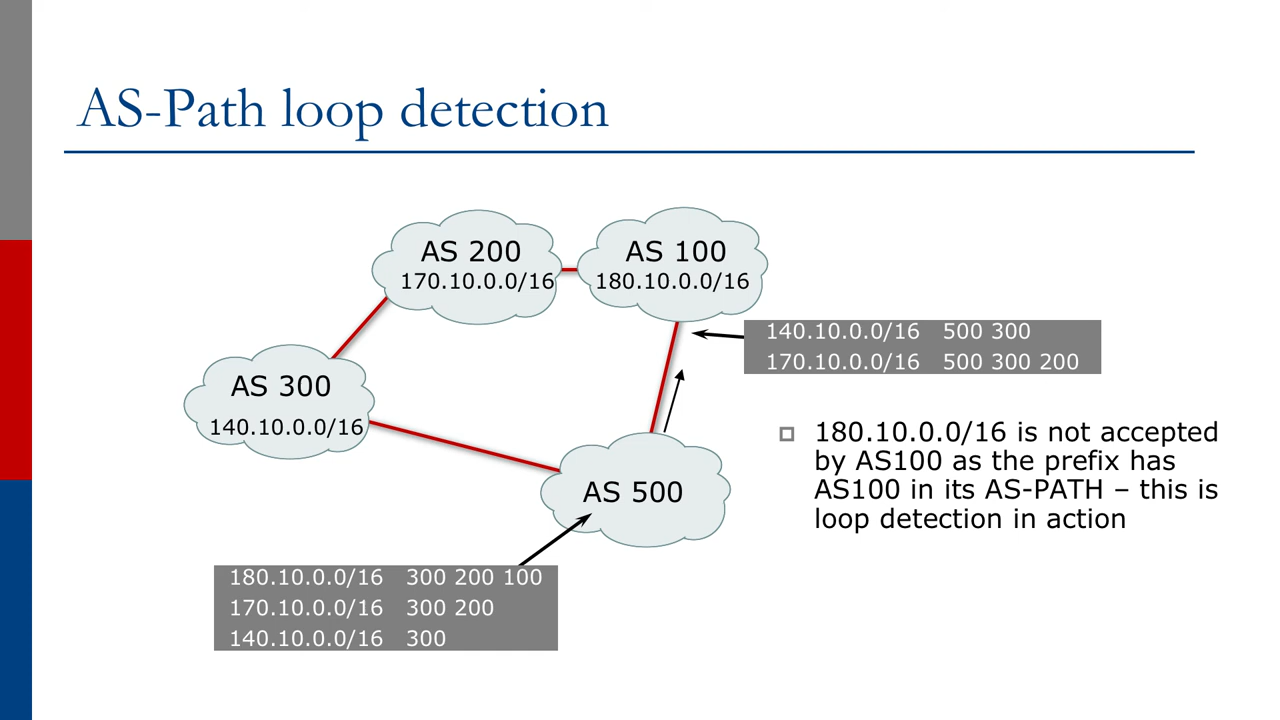 AS-Path loop detection
AS 200
170.10.0.0/16
AS 100
180.10.0.0/16
140.10.0.0/16 500 300
170.10.0.0/16 500 300 200
AS 300
140.10.0.0/16
180.10.0.0/16 is not accepted
by AS100 as the prefix has
AS100 in its AS-PATH – this is
loop detection in action
AS 500
180.10.0.0/16 300 200 100
170.10.0.0/16 300 200
140.10.0.0/16 300